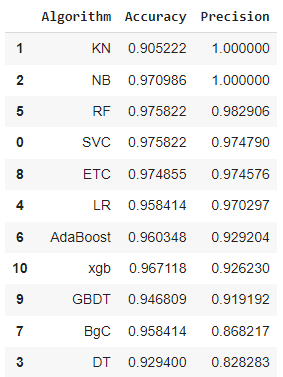 Algorithm Accuracy Precision
1 KN 0.905222 1.000000
2 NB 0.970986 1.000000
5 RF 0.975822 0.982906
0 SVC 0.975822 0.974790
8 ETC 0.974855 0.974576
4 LR 0.958414 0.970297
6 AdaBoost 0.960348 0.929204
10 xgb 0.967118 0.926230
9 GBDT 0.946809 0.919192
7 BgC 0.958414 0.868217
3 DT 0.929400 0.828283